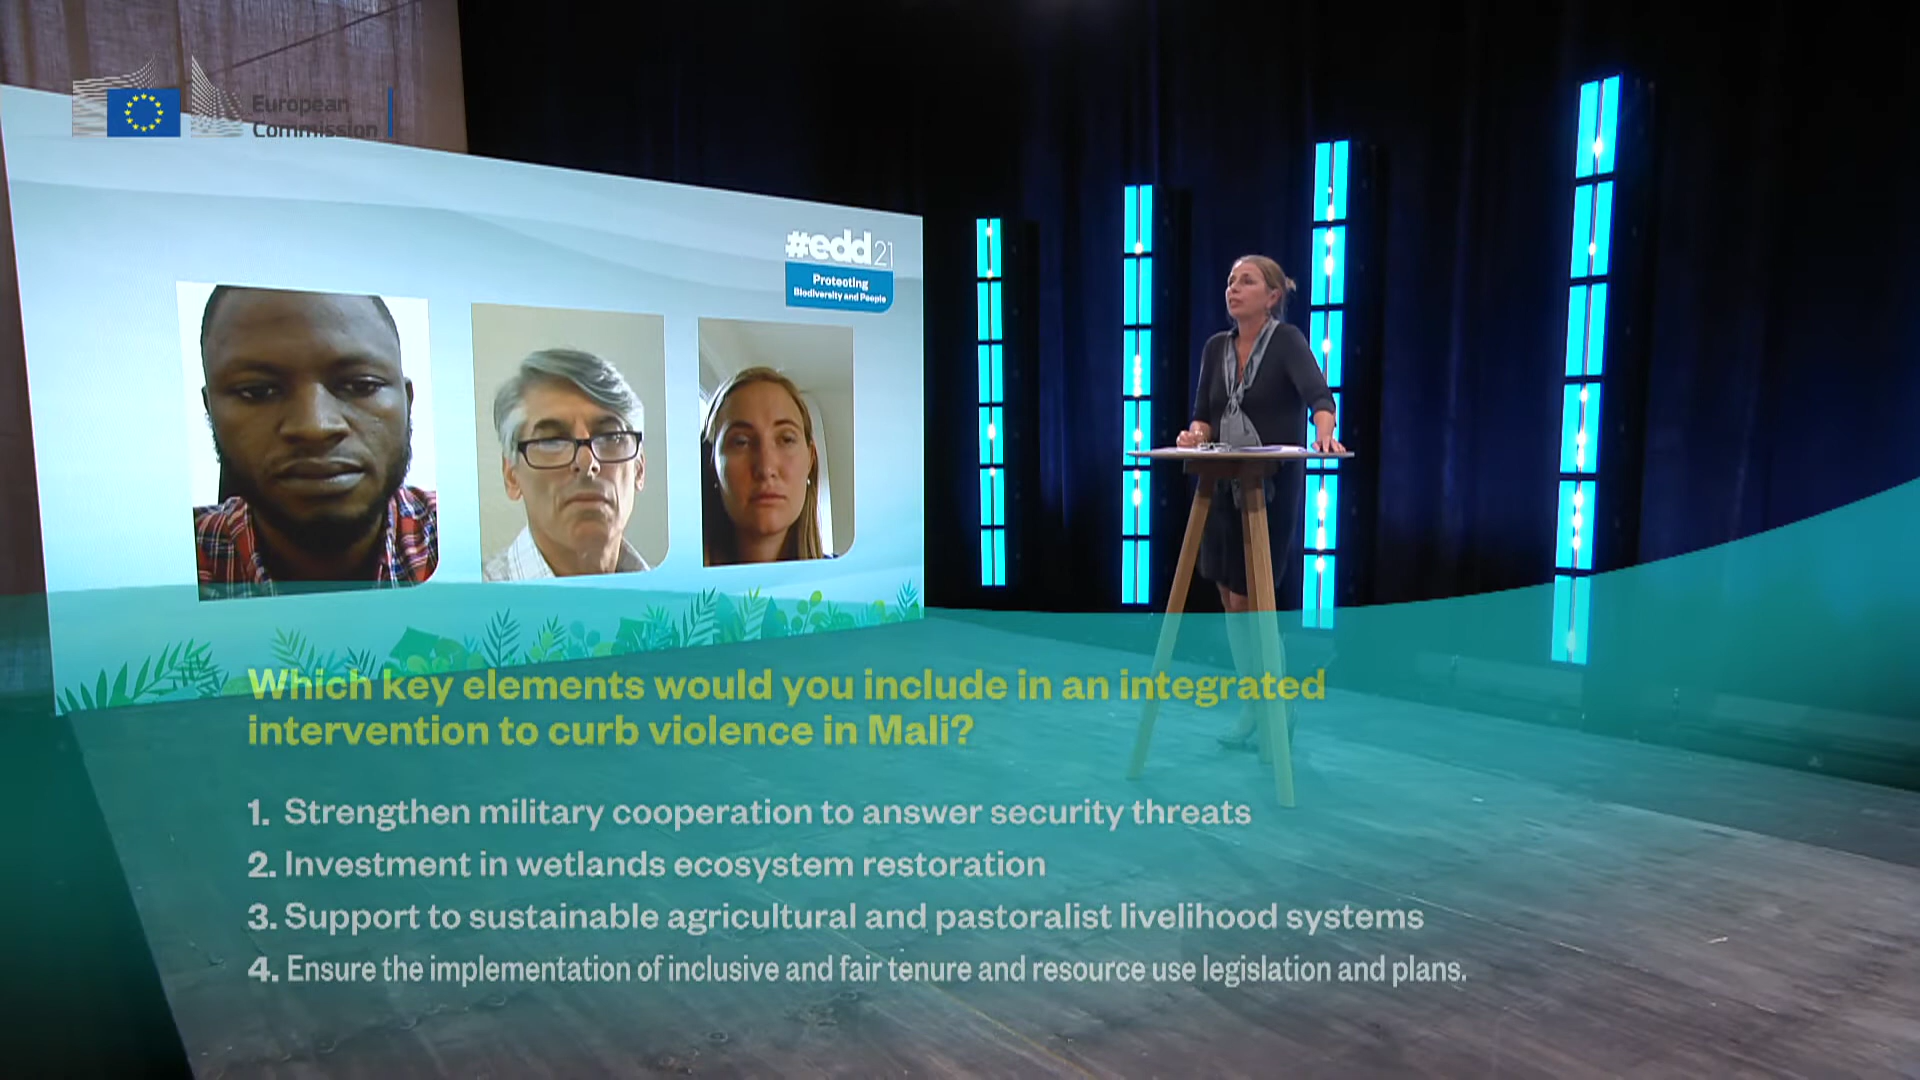 European
Commission
#edd21
Protecting
Biodiversity and People
Which key elements would you include in an integrated
intervention to curb violence in Mali?
1. Strengthen military cooperation to answer security threats
2. Investment in wetlands ecosystem restoration
3. Support to sustainable agricultural and pastoralist livelihood systems
4. Ensure the implementation of inclusive and fair tenure and resource use legislation and plans.